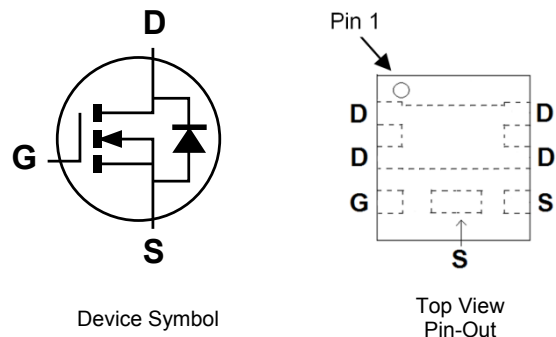 D
G
S
Device Symbol
Pin 1
D D
D D
G S
S
Top View
Pin-Out